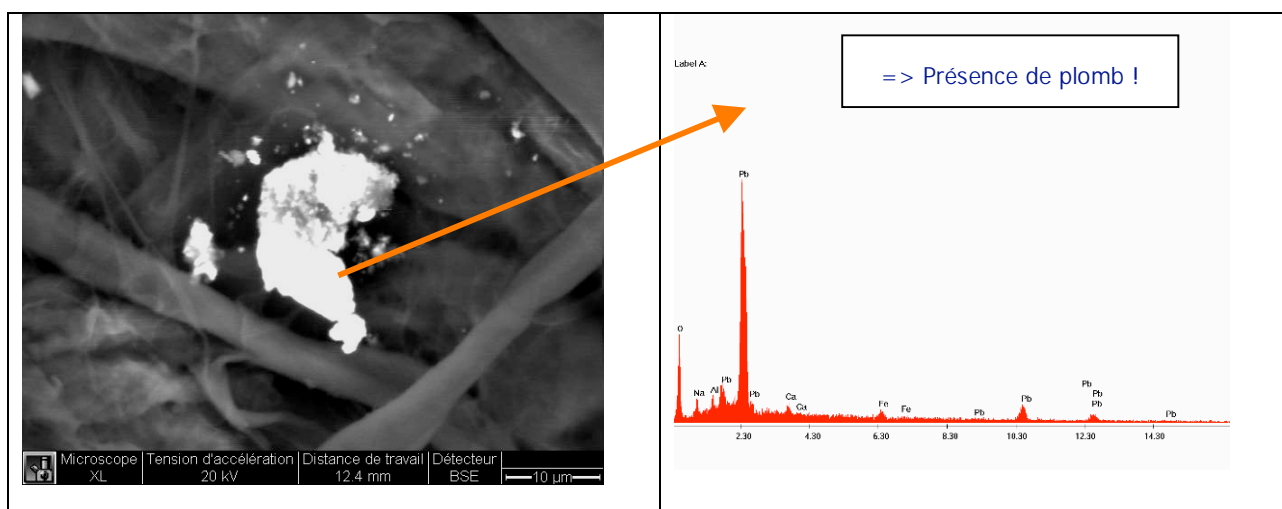 Microscope
XL
Tension d'accélération
20 kV
Distance de travail
12.4 mm
Détecteur
BSE
10 µm
Label A:
=> Présence de plomb !
Pb
O
Na
Al
Pb
Pb
Ca
Ca
Fe
Fe
Pb
Pb
Pb
Pb
Pb
Pb
2.30 4.30 6.30 8.30 10.30 12.30 14.30